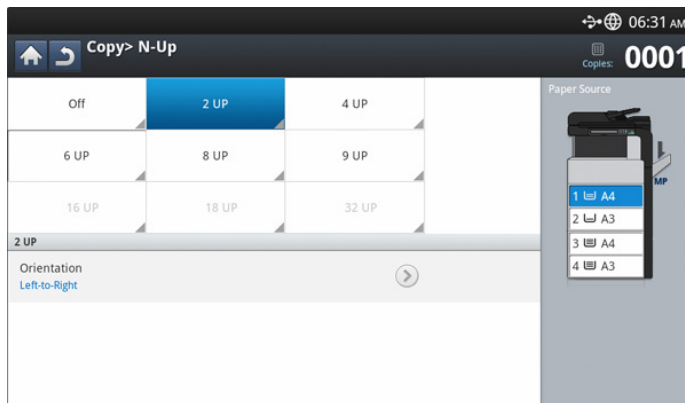 06:31 AM
Copy> N-Up
Copies: 0001
Off 2 UP 4 UP
6 UP 8 UP 9 UP
16 UP 18 UP 32 UP
2 UP
Orientation
Left-to-Right
Paper Source
MP
1 A4
2 A3
3 A4
4 A3